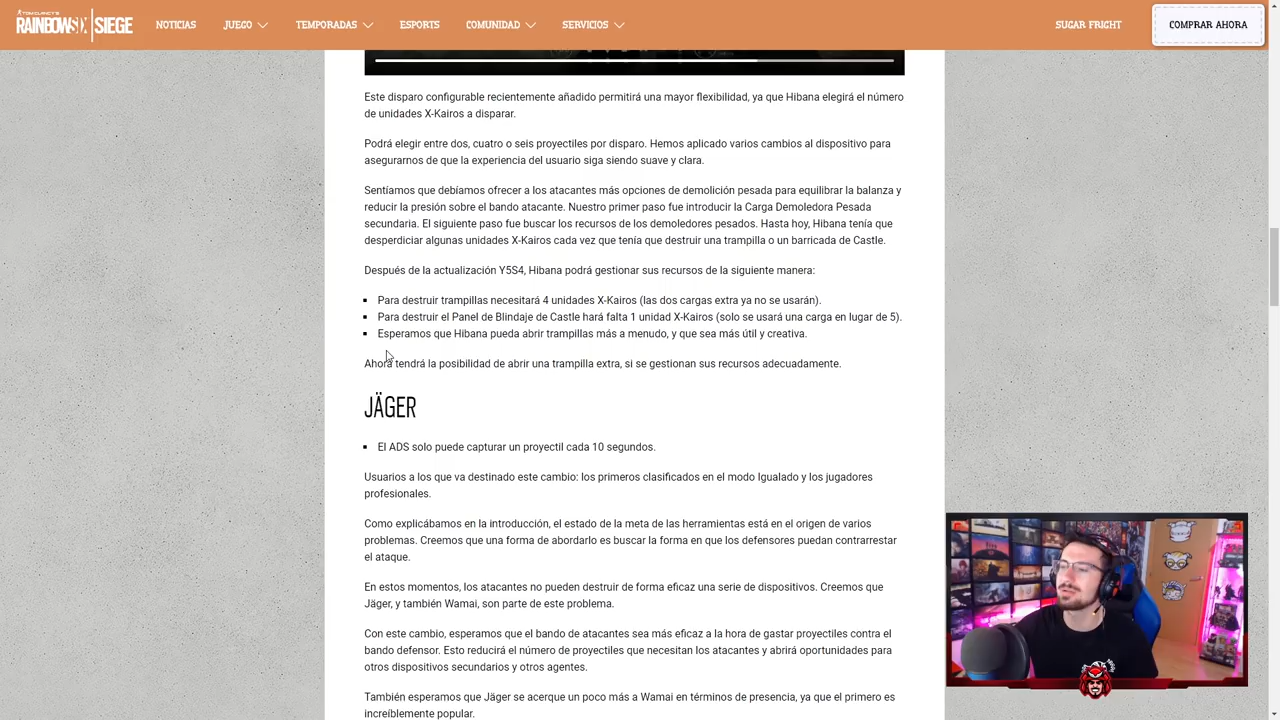 TOM CLANCY'S
RAINBOWSIX SIEGE
NOTICIAS
JUEGO
TEMPORADAS
ESPORTS
COMUNIDAD
SERVICIOS
SUGAR FRIGHT
COMPRAR AHORA
Este disparo configurable recientemente añadido permitirá una mayor flexibilidad, ya que Hibana elegirá el número
de unidades X-Kairos a disparar.
Podrá elegir entre dos, cuatro o seis proyectiles por disparo. Hemos aplicado varios cambios al dispositivo para
asegurarnos de que la experiencia del usuario siga siendo suave y clara.
Sentíamos que debíamos ofrecer a los atacantes más opciones de demolición pesada para equilibrar la balanza y
reducir la presión sobre el bando atacante. Nuestro primer paso fue introducir la Carga Demoledora Pesada
secundaria. El siguiente paso fue buscar los recursos de los demoledores pesados. Hasta hoy, Hibana tenía que
desperdiciar algunas unidades X-Kairos cada vez que tenía que destruir una trampilla o un barricada de Castle.
Después de la actualización Y5S4, Hibana podrá gestionar sus recursos de la siguiente manera:
Para destruir trampillas necesitará 4 unidades X-Kairos (las dos cargas extra ya no se usarán).
Para destruir el Panel de Blindaje de Castle hará falta 1 unidad X-Kairos (solo se usará una carga en lugar de 5).
Esperamos que Hibana pueda abrir trampillas más a menudo, y que sea más útil y creativa.
Ahora tendrá la posibilidad de abrir una trampilla extra, si se gestionan sus recursos adecuadamente.
JÄGER
El ADS solo puede capturar un proyectil cada 10 segundos.
Usuarios a los que va destinado este cambio: los primeros clasificados en el modo Igualado y los jugadores
profesionales.
Como explicábamos en la introducción, el estado de la meta de las herramientas está en el origen de varios
problemas. Creemos que una forma de abordarlo es buscar la forma en que los defensores puedan contrarrestar
el ataque.
En estos momentos, los atacantes no pueden destruir de forma eficaz una serie de dispositivos. Creemos que
Jäger, y también Wamai, son parte de este problema.
Con este cambio, esperamos que el bando de atacantes sea más eficaz a la hora de gastar proyectiles contra el
bando defensor. Esto reducirá el número de proyectiles que necesitan los atacantes y abrirá oportunidades para
otros dispositivos secundarios y otros agentes.
También esperamos que Jäger se acerque un poco más a Wamai en términos de presencia, ya que el primero es
increíblemente popular.